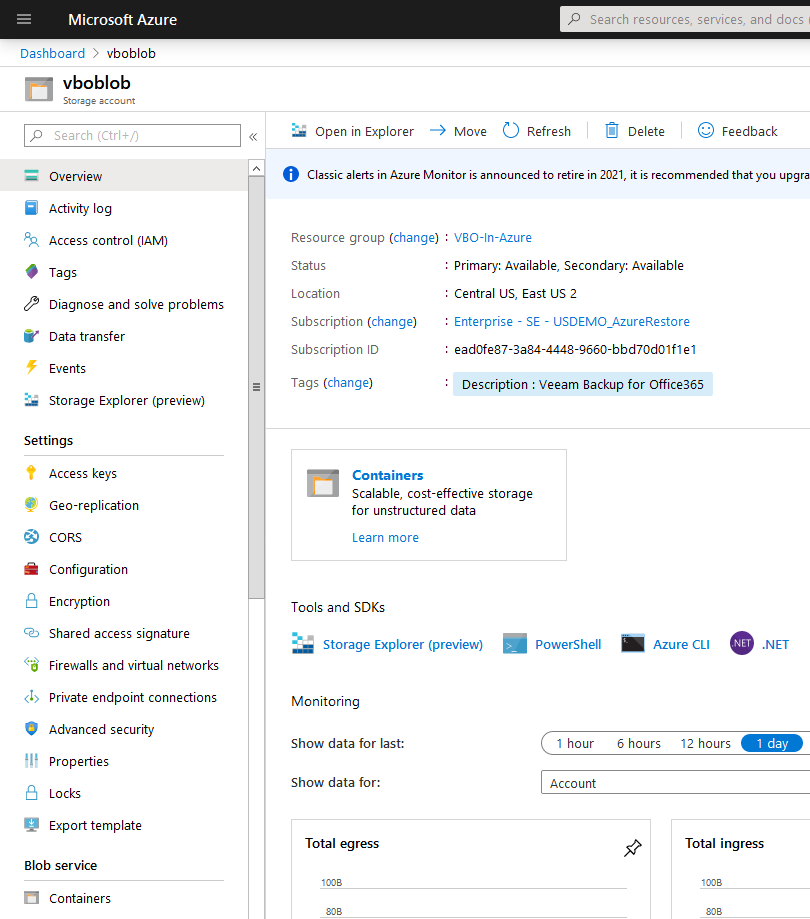 Microsoft Azure
Search resources, services, and docs
Dashboard > vboblob
vboblob
Storage account
Search (Ctrl+/)
«
Open in Explorer
Move
Refresh
Delete
Feedback
Classic alerts in Azure Monitor is announced to retire in 2021, it is recommended that you upgra
Overview
Activity log
Access control (IAM)
Tags
Diagnose and solve problems
Data transfer
Events
Storage Explorer (preview)
Settings
Access keys
Geo-replication
CORS
Configuration
Encryption
Shared access signature
Firewalls and virtual networks
Private endpoint connections
Advanced security
Properties
Locks
Export template
Blob service
Containers
Resource group (change) : VBO-In-Azure
Status : Primary: Available, Secondary: Available
Location : Central US, East US 2
Subscription (change) : Enterprise - SE - USDEMO_AzureRestore
Subscription ID : ead0fe87-3a84-4448-9660-bbd70d01f1e1
Tags (change) : Description : Veeam Backup for Office365
Containers
Scalable, cost-effective storage
for unstructured data
Learn more
Tools and SDKs
Storage Explorer (preview)
PowerShell
Azure CLI
NET .NET
Monitoring
Show data for last: 1 hour 6 hours 12 hours 1 day
Show data for: Account
Total egress
100B
80B
Total ingress
100B
80B